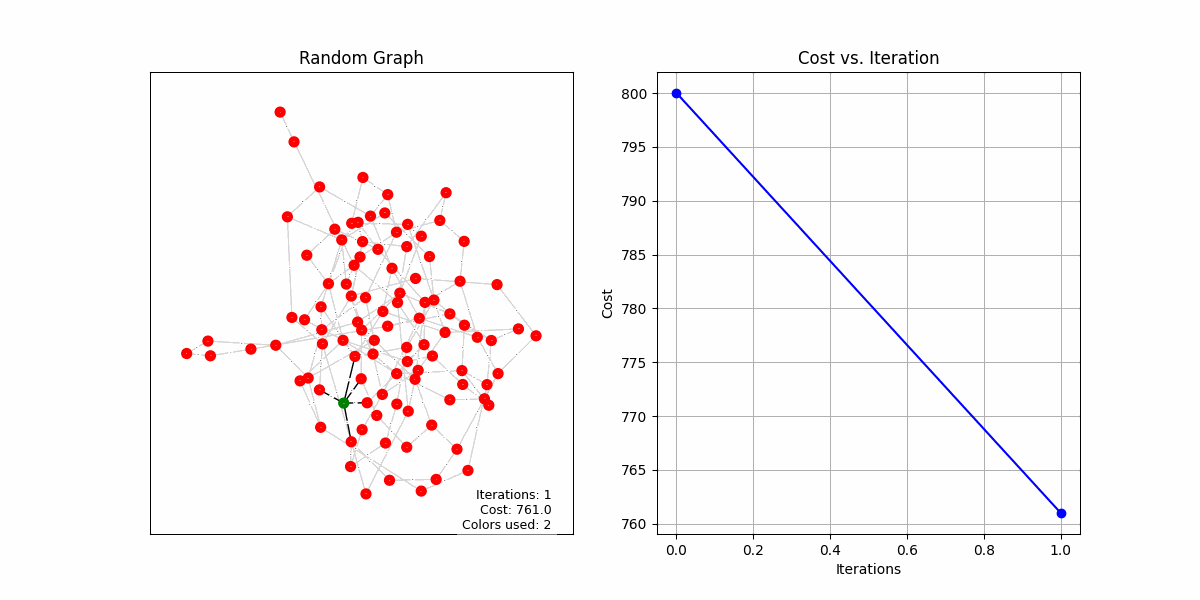 Random Graph
Iterations: 1
Cost: 761.0
Colors used: 2
Cost vs. Iteration
800
795
790
785
780
775
770
765
760
Cost
0.0 0.2 0.4 0.6 0.8 1.0
Iterations